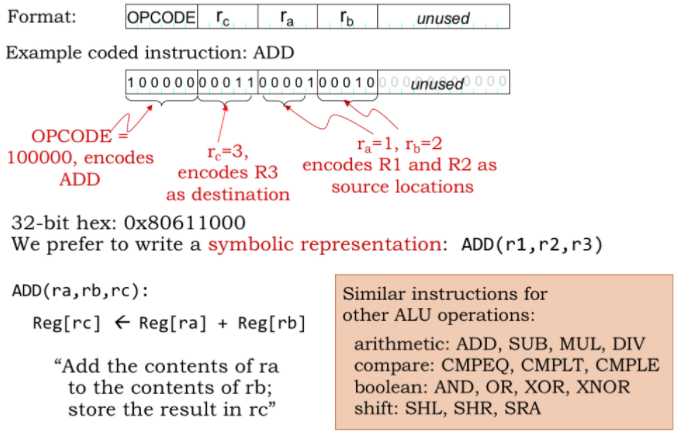 Format: OPCODE rc ra rb unused
Example coded instruction: ADD
100000 00011 00001 00010 00000000000 unused
OPCODE =
100000, encodes
ADD
rc=3,
encodes R3
as destination
ra=1, rb=2
encodes R1 and R2 as
source locations
32-bit hex: 0x80611000
We prefer to write a symbolic representation: ADD(r1,r2,r3)
ADD(ra,rb,rc):
Reg[rc] ← Reg[ra] + Reg[rb]
“Add the contents of ra
to the contents of rb;
store the result in rc”
Similar instructions for
other ALU operations:
arithmetic: ADD, SUB, MUL, DIV
compare: CMPEQ, CMPLT, CMPLE
boolean: AND, OR, XOR, XNOR
shift: SHL, SHR, SRA